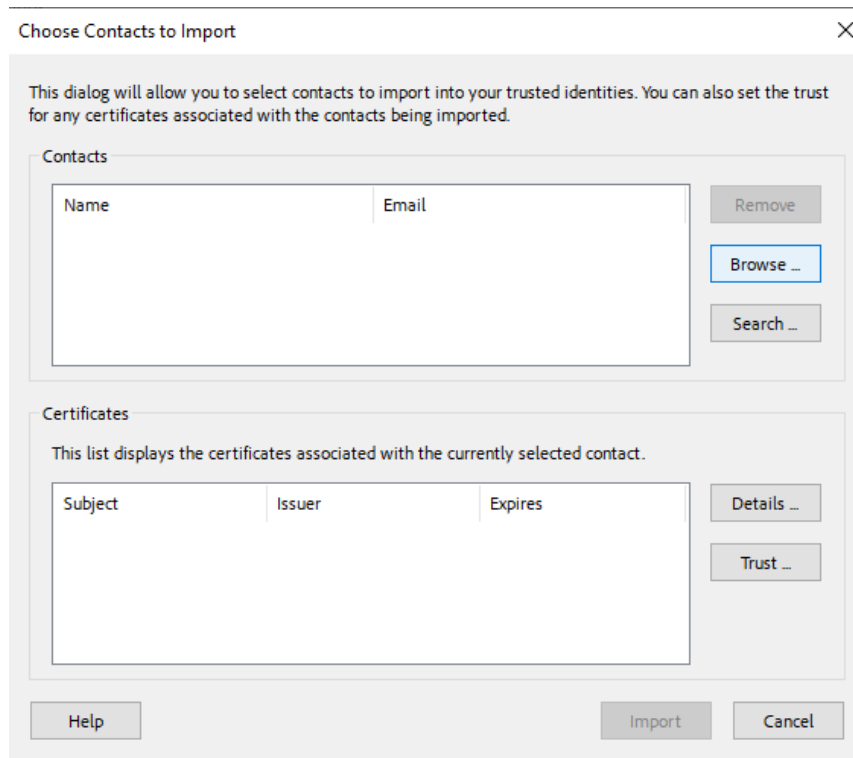 Choose Contacts to Import
This dialog will allow you to select contacts to import into your trusted identities. You can also set the trust
for any certificates associated with the contacts being imported.
Contacts
Name Email
Remove
Browse ...
Search ...
Certificates
This list displays the certificates associated with the currently selected contact.
Subject Issuer Expires
Details ...
Trust ...
Help Import Cancel